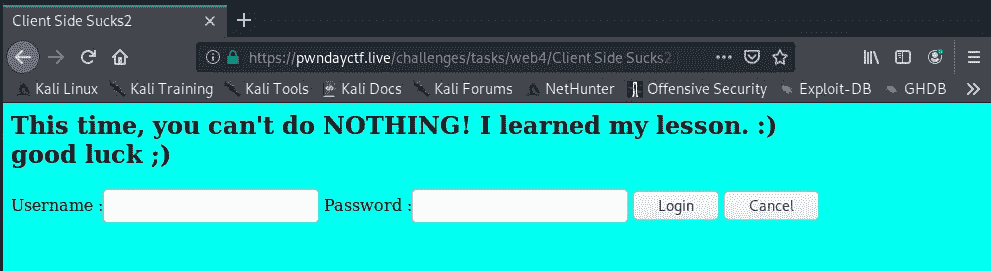 Client Side Sucks2
https://pwndayctf.live/challenges/tasks/web4/Client Side Sucks2
Kali Linux Kali Training Kali Tools Kali Docs Kali Forums NetHunter Offensive Security Exploit-DB GHDB
This time, you can't do NOTHING! I learned my lesson. :)
good luck ;)
Username : Password : Login Cancel